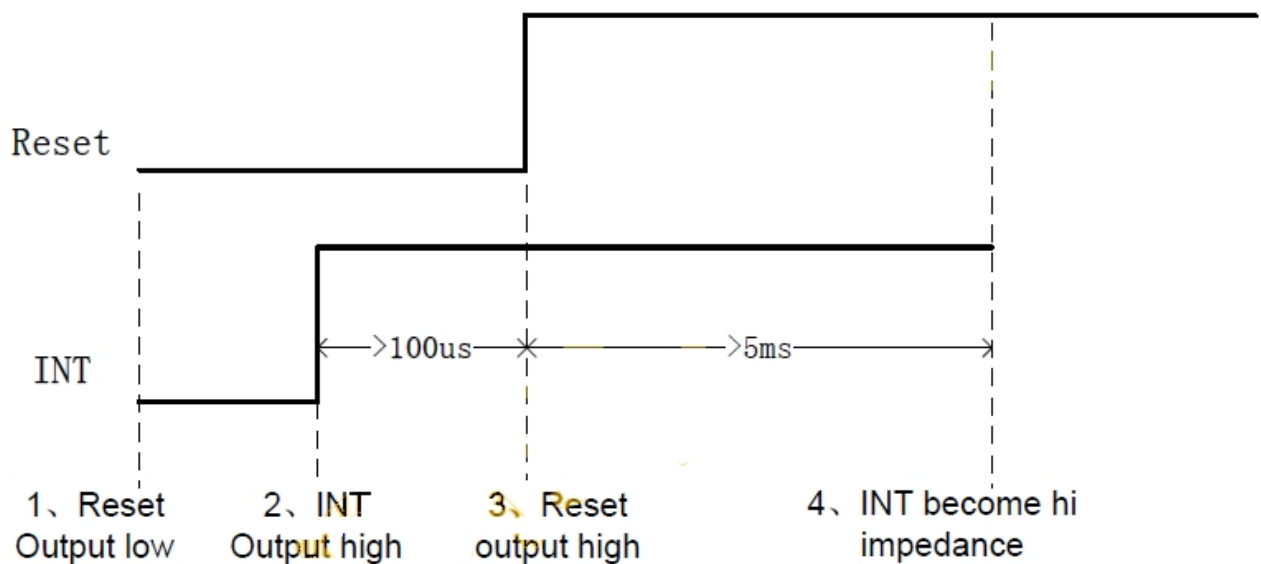 Reset
>100us
>5ms
INT
1、Reset
Output low
2、INT
Output high
3、Reset
output high
4、INT become hi
impedance